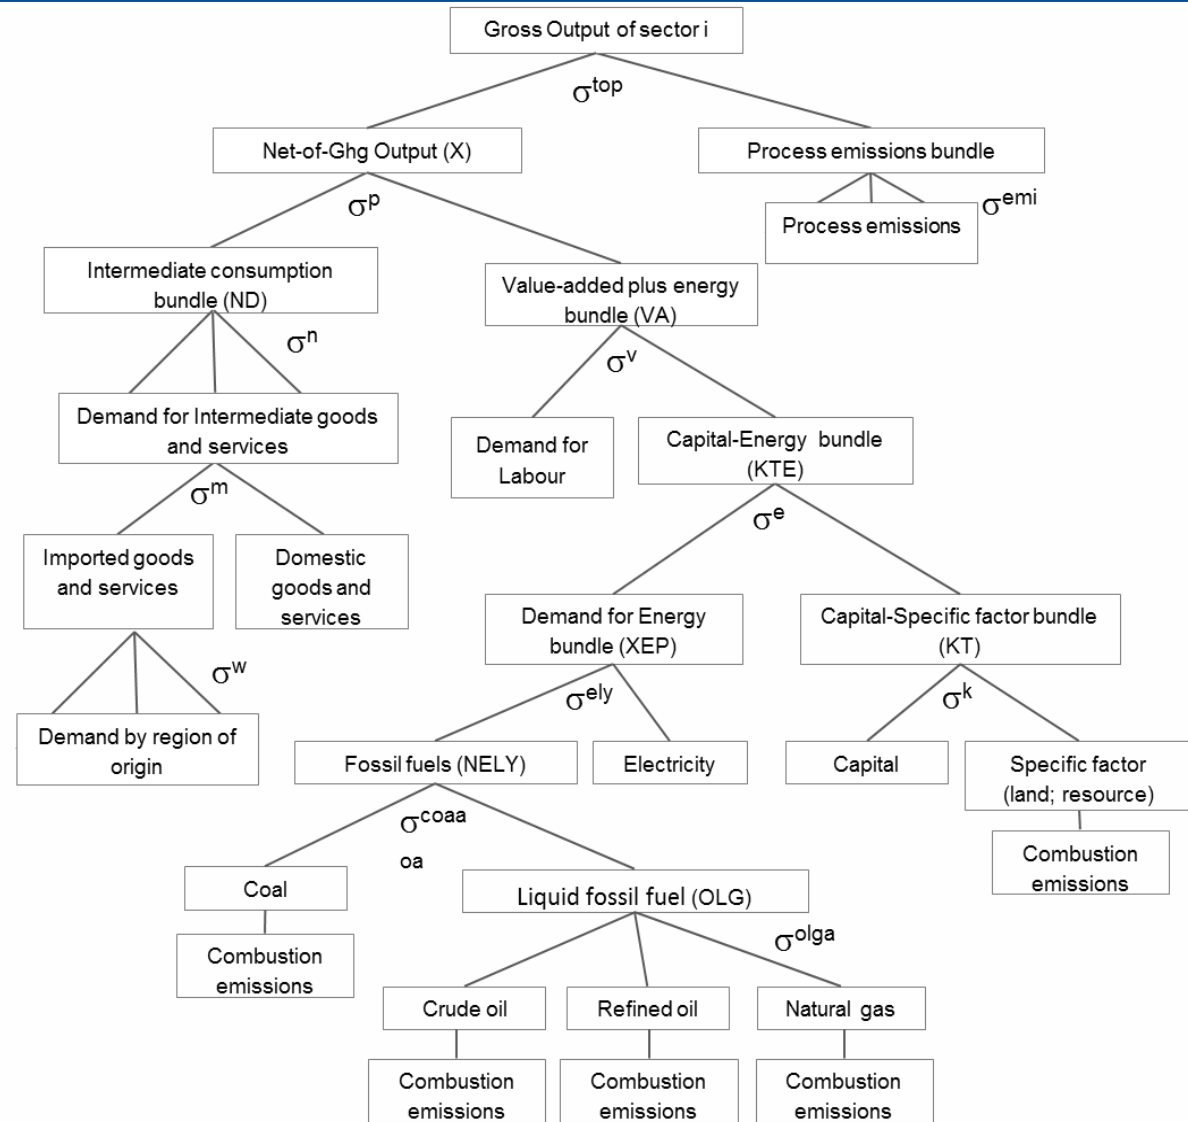 Gross Output of sector i
σtop
Net-of-Ghg Output (X)
Process emissions bundle
σp
σemi
Process emissions
Intermediate consumption
bundle (ND)
Value-added plus energy
bundle (VA)
σn
σv
Demand for Intermediate goods
and services
Demand for
Labour
Capital-Energy bundle
(KTE)
σm
σe
Imported goods
and services
Domestic
goods and
services
Demand for Energy
bundle (XEP)
Capital-Specific factor bundle
(KT)
σw
σely
σk
Demand by region of
origin
Fossil fuels (NELY)
Electricity
Capital
Specific factor
(land; resource)
σcoaa
oa
Combustion
emissions
Coal
Liquid fossil fuel (OLG)
σolga
Combustion
emissions
Crude oil
Refined oil
Natural gas
Combustion
emissions
Combustion
emissions
Combustion
emissions